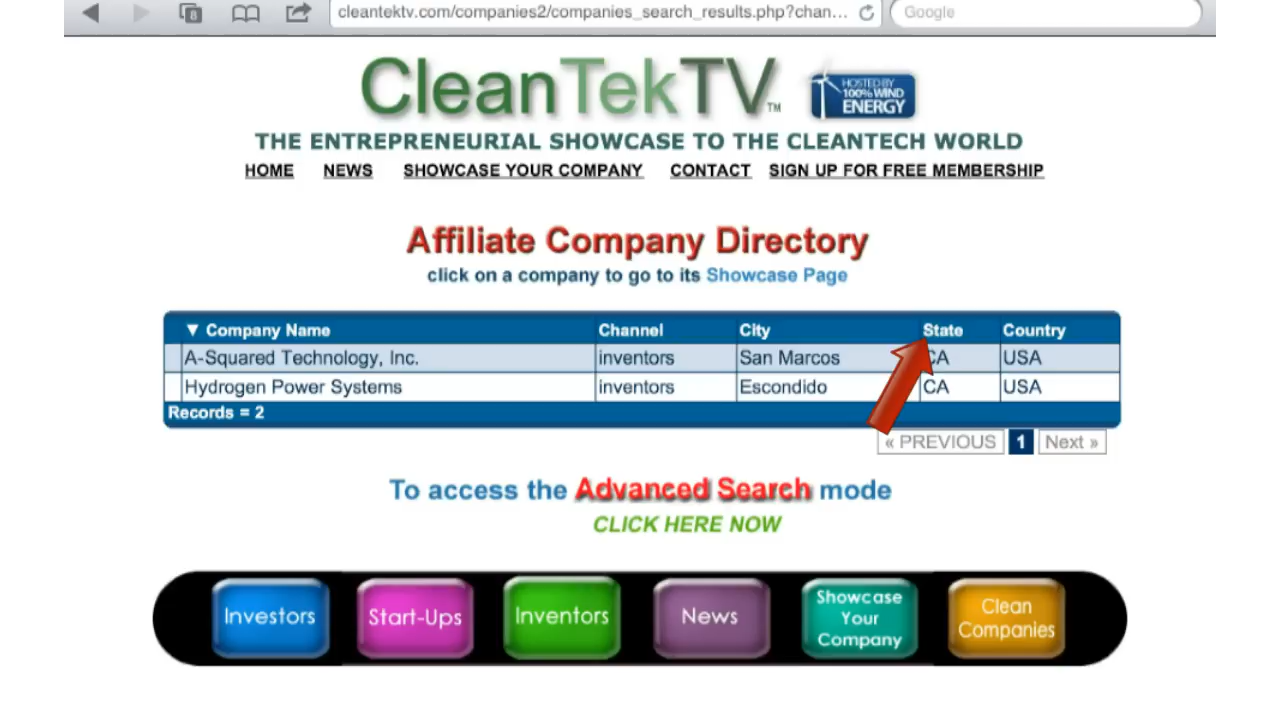 8
cleantektv.com/companies2/companies_search_results.php?chan...
Google
CleanTekTV™
HOSTED BY
100% WIND
ENERGY
THE ENTREPRENEURIAL SHOWCASE TO THE CLEANTECH WORLD
HOME NEWS SHOWCASE YOUR COMPANY CONTACT SIGN UP FOR FREE MEMBERSHIP
Affiliate Company Directory
click on a company to go to its Showcase Page
▼ Company Name Channel City State Country
A-Squared Technology, Inc. inventors San Marcos CA USA
Hydrogen Power Systems inventors Escondido CA USA
Records = 2
« PREVIOUS 1 Next »
To access the Advanced Search mode
CLICK HERE NOW
Investors
Start-Ups
Inventors
News
Showcase
Your
Company
Clean
Companies